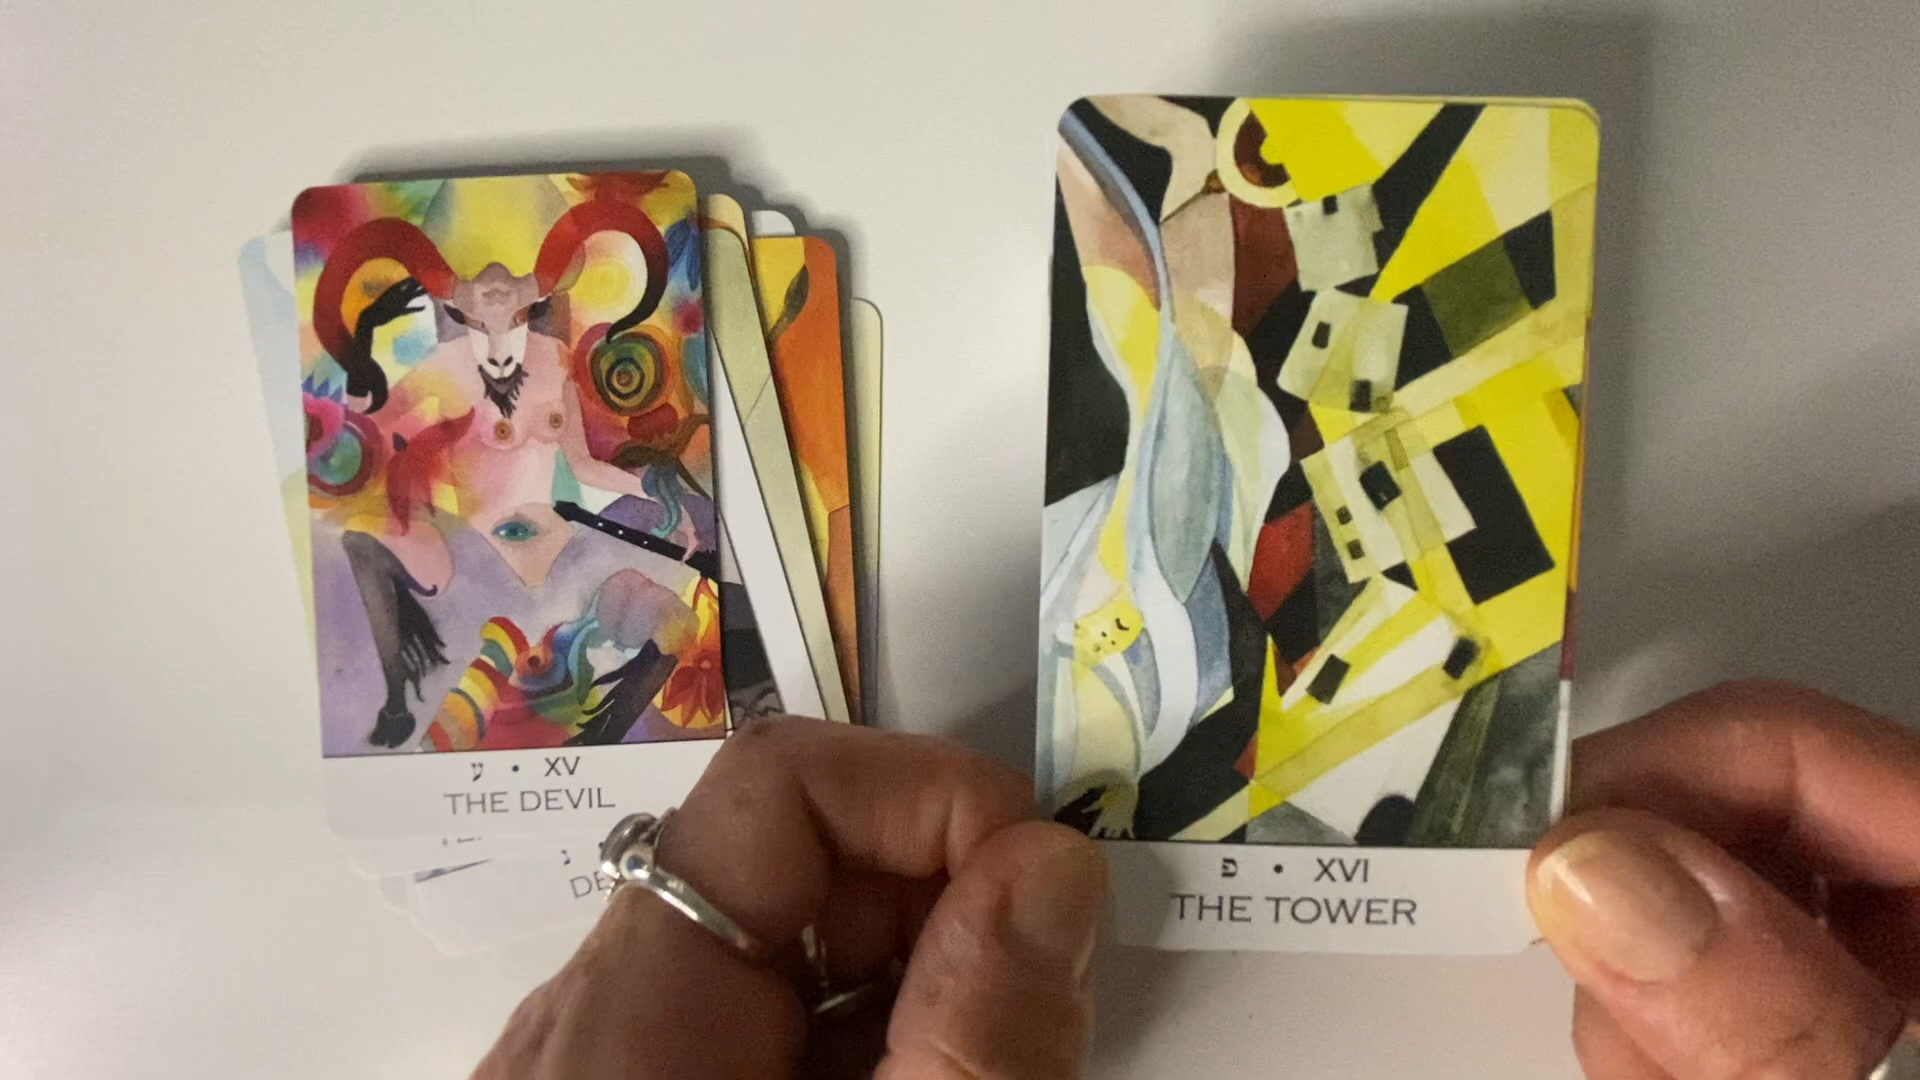 ע • XV
THE DEVIL
פ • XVI
THE TOWER